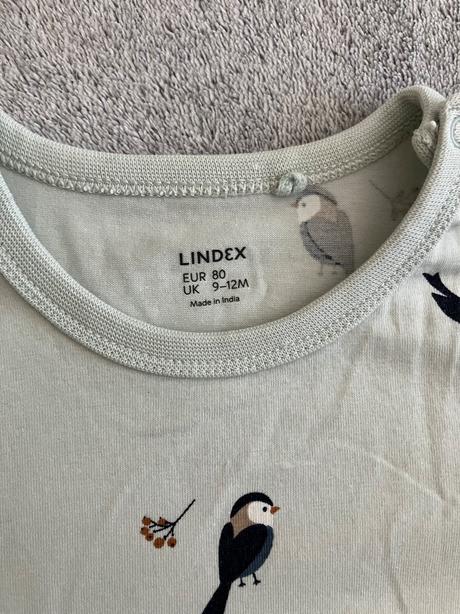 LINDEX
EUR 80
UK 9–12M
Made in India